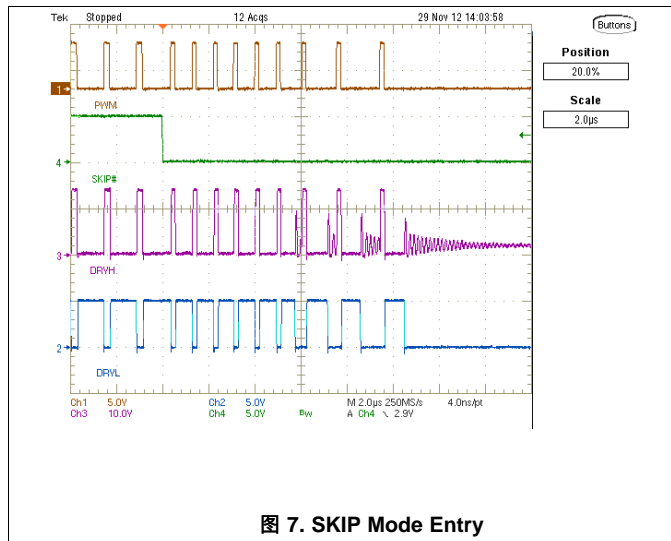 Tek Stopped 12 Acqs 29 Nov 12 14:03:58
Buttons
Position
20.0%
Scale
2.0µs
1
PWM
4
SKIP#
3
DRVH
2
DRVL
Ch1 5.0V Ch2 5.0V M 2.0µs 250MS/s 4.0ns/pt
Ch3 10.0V Ch4 5.0V BW A Ch4 2.9V
图 7. SKIP Mode Entry